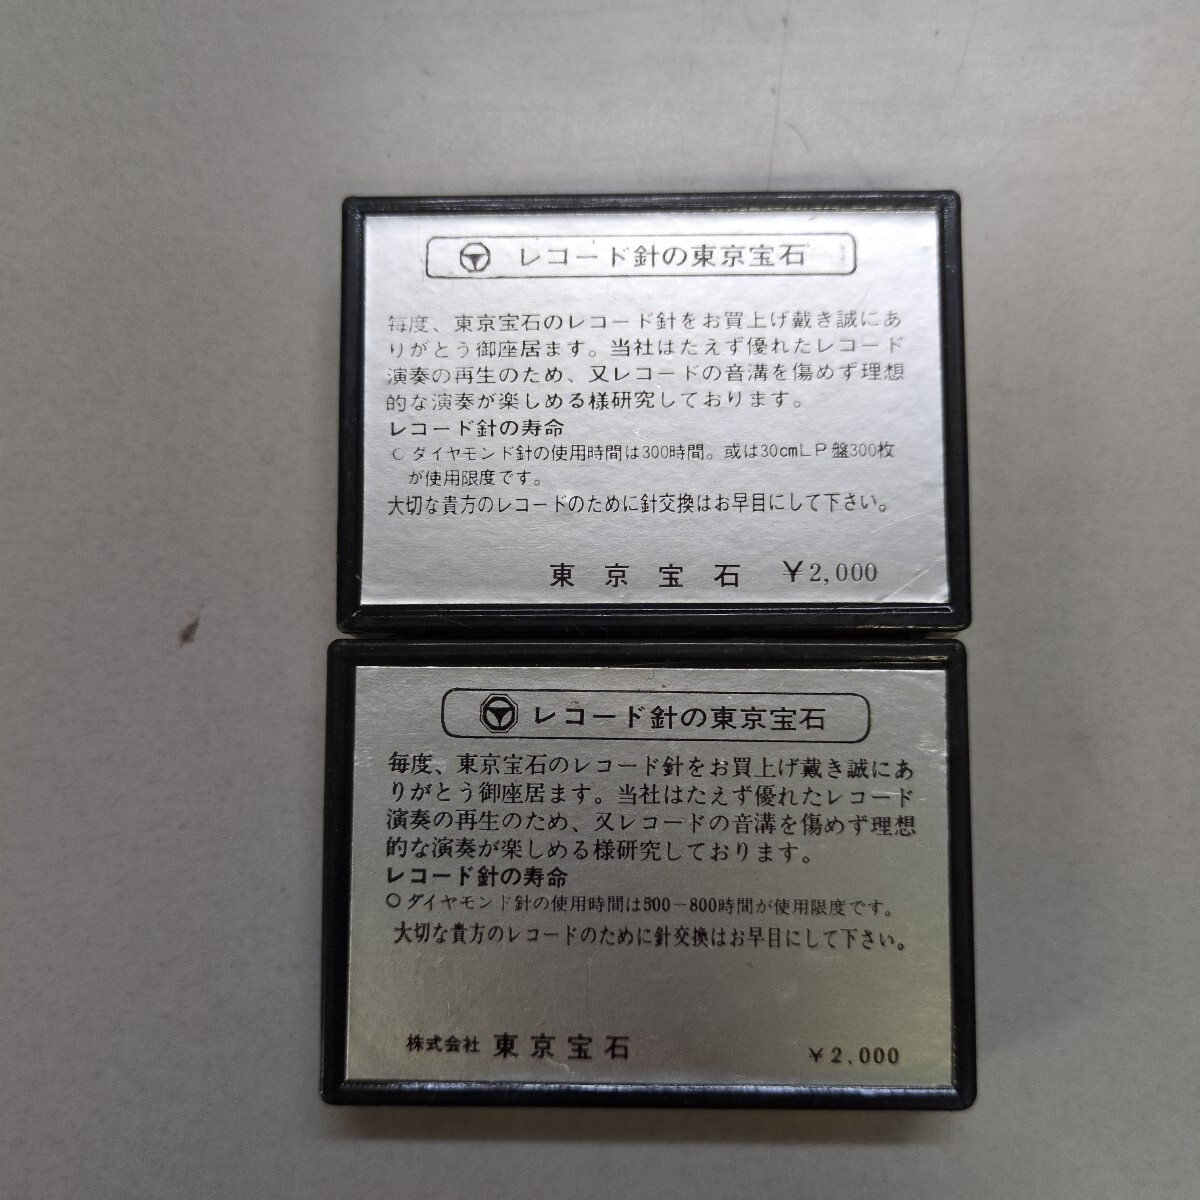 レコード針の東京宝石
毎度、東京宝石のレコード針をお買上げ戴き誠にあ
りがとう御座居ます。当社はたえず優れたレコード
演奏の再生のため、又レコードの音溝を傷めず理想
的な演奏が楽しめる様研究しております。
レコード針の寿命
○ダイヤモンド針の使用時間は300時間。或は30cmLP盤300枚
が使用限度です。
大切な貴方のレコードのために針交換はお早目にして下さい。
東京宝石 ￥2,000
レコード針の東京宝石
毎度、東京宝石のレコード針をお買上げ戴き誠にあ
りがとう御座居ます。当社はたえず優れたレコード
演奏の再生のため、又レコードの音溝を傷めず理想
的な演奏が楽しめる様研究しております。
レコード針の寿命
○ダイヤモンド針の使用時間は500－800時間が使用限度です。
大切な貴方のレコードのために針交換はお早目にして下さい。
株式会社 東京宝石 ￥2,000